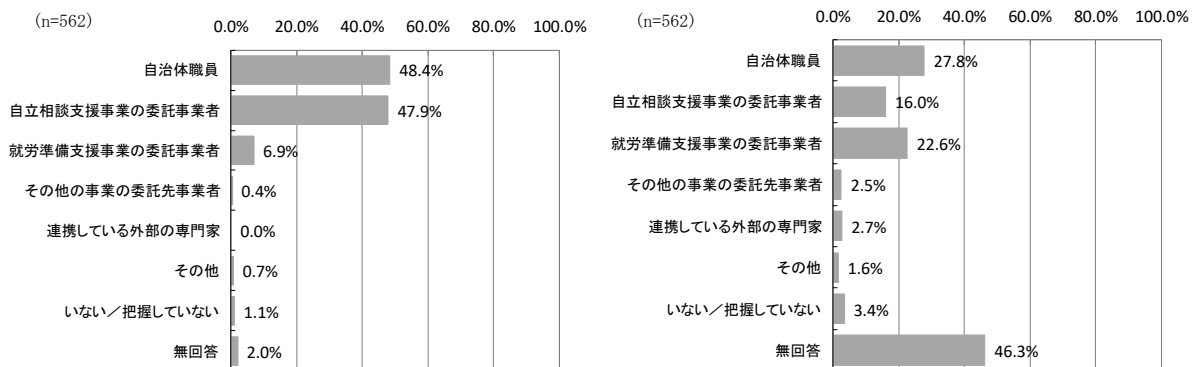 (n=562)
0.0% 20.0% 40.0% 60.0% 80.0% 100.0%
自治体職員 48.4%
自立相談支援事業の委託事業者 47.9%
就労準備支援事業の委託事業者 6.9%
その他の事業の委託先事業者 0.4%
連携している外部の専門家 0.0%
その他 0.7%
いない／把握していない 1.1%
無回答 2.0%
(n=562)
0.0% 20.0% 40.0% 60.0% 80.0% 100.0%
自治体職員 27.8%
自立相談支援事業の委託事業者 16.0%
就労準備支援事業の委託事業者 22.6%
その他の事業の委託先事業者 2.5%
連携している外部の専門家 2.7%
その他 1.6%
いない／把握していない 3.4%
無回答 46.3%